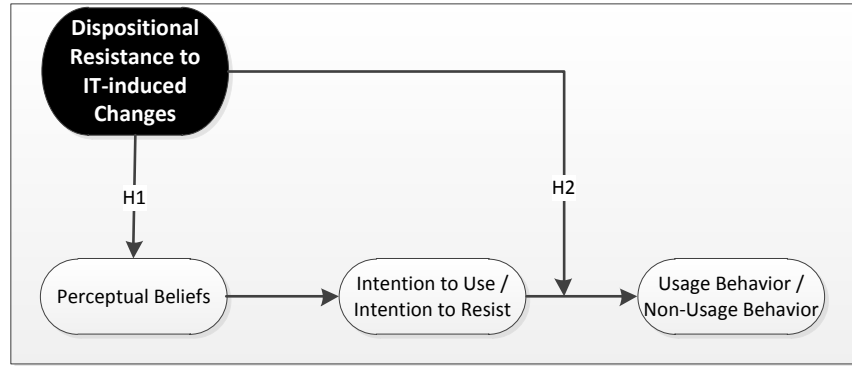 Dispositional
Resistance to
IT-induced
Changes
H1
H2
Perceptual Beliefs
Intention to Use /
Intention to Resist
Usage Behavior /
Non-Usage Behavior